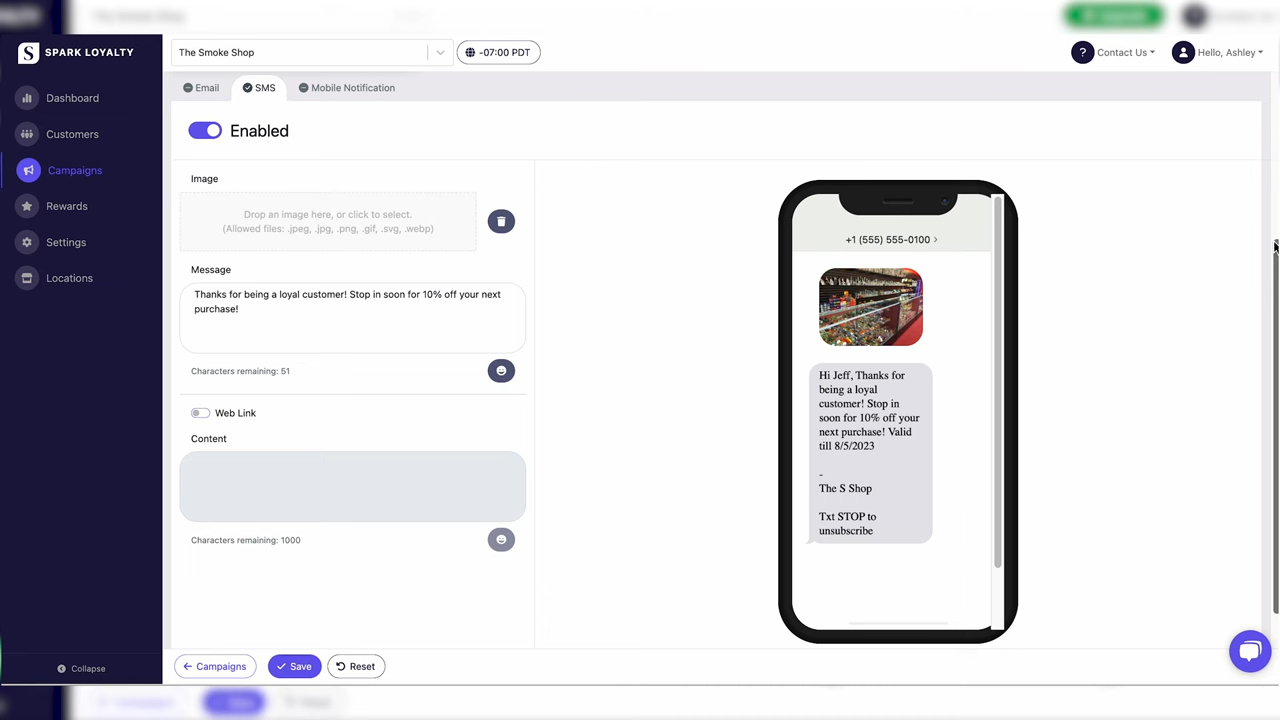 SPARK LOYALTY
The Smoke Shop
-07:00 PDT
? Contact Us
Hello, Ashley
Dashboard
Customers
Campaigns
Rewards
Settings
Locations
Collapse
Email
SMS
Mobile Notification
Enabled
Image
Drop an image here, or click to select.
(Allowed files: .jpeg, .jpg, .png, .gif, .svg, .webp)
Message
Thanks for being a loyal customer! Stop in soon for 10% off your next
purchase!
Characters remaining: 51
Web Link
Content
Characters remaining: 1000
+1 (555) 555-0100 >
Hi Jeff, Thanks for
being a loyal
customer! Stop in
soon for 10% off your
next purchase! Valid
till 8/5/2023
-
The S Shop
Txt STOP to
unsubscribe
Campaigns
Save
Reset